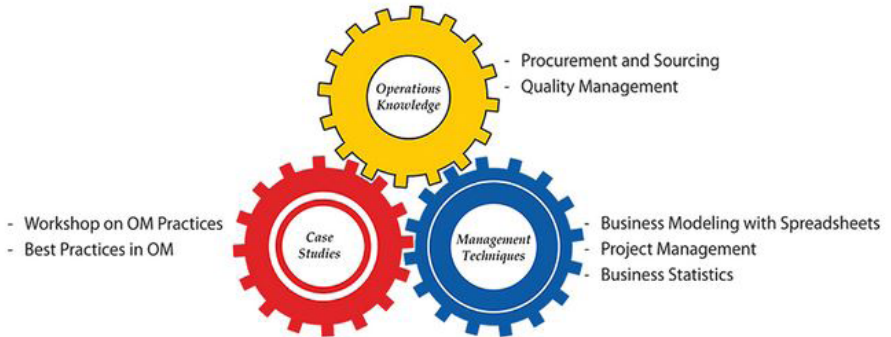 Operations
Knowledge
- Procurement and Sourcing
- Quality Management
- Workshop on OM Practices
- Best Practices in OM
Case
Studies
Management
Techniques
- Business Modeling with Spreadsheets
- Project Management
- Business Statistics